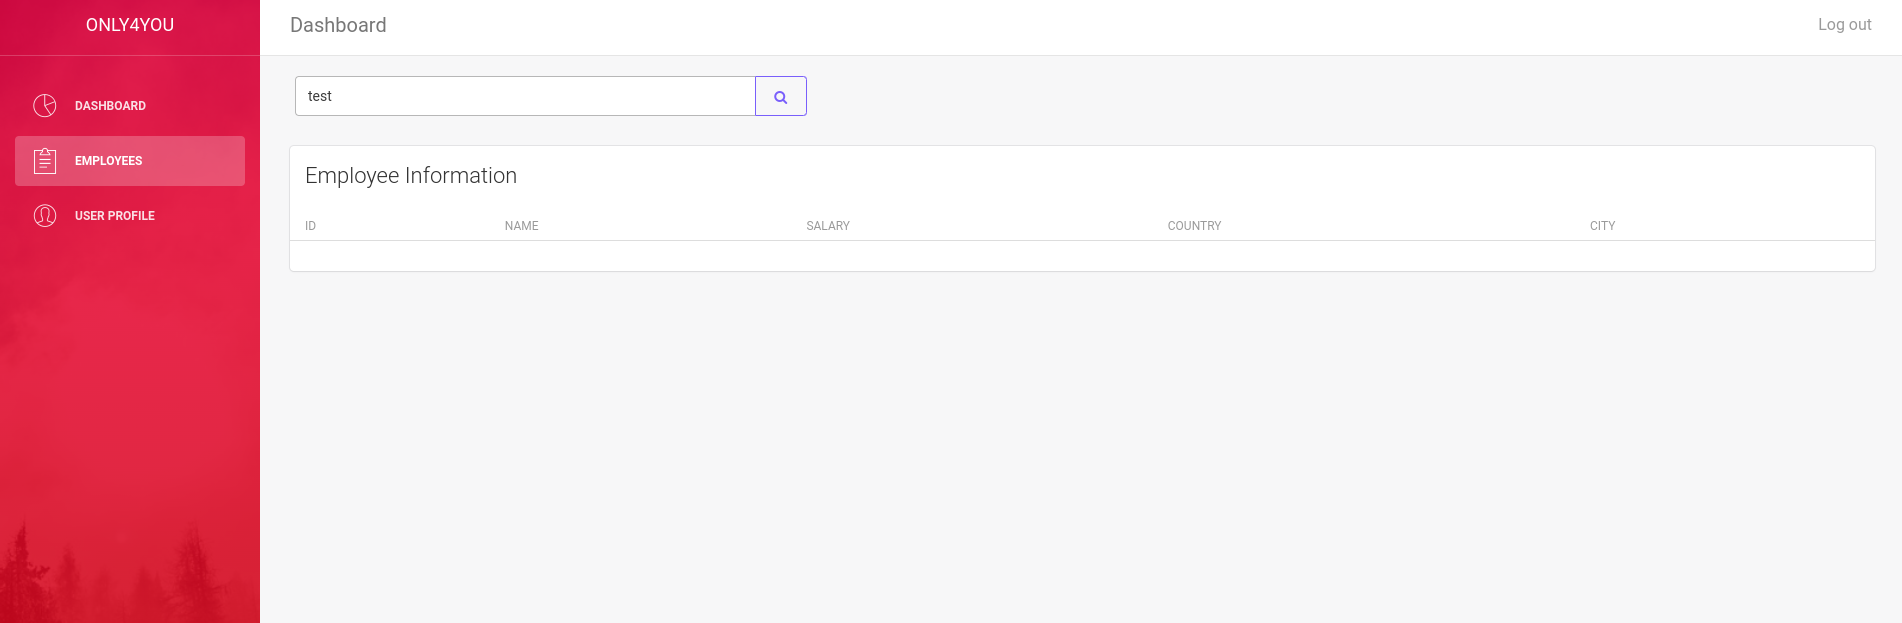 ONLY4YOU
Dashboard
Log out
DASHBOARD
EMPLOYEES
USER PROFILE
test
Employee Information
ID NAME SALARY COUNTRY CITY